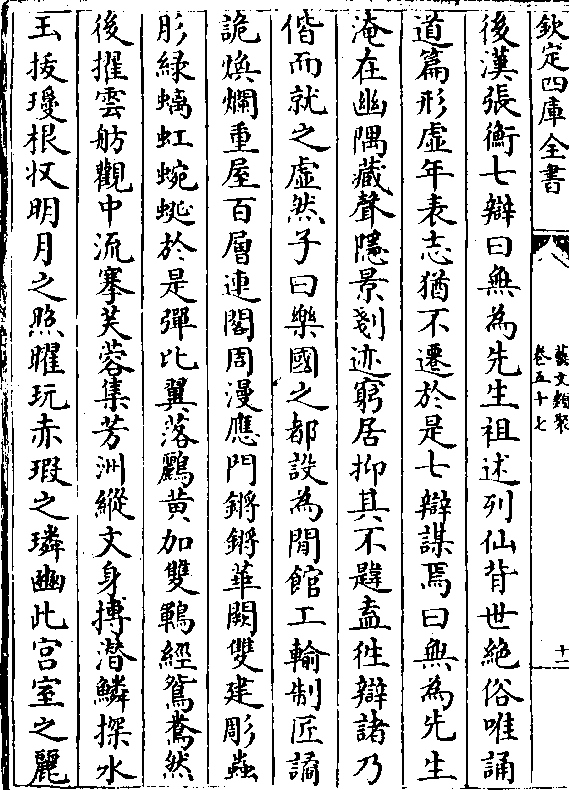 欽定四庫全書
藝文類聚
卷五十七
十二
後漢張衡七辯曰無為先生祖述列仙背世絶俗唯誦
道篇形虛年衰志猶不遷於是七辯謀焉曰無為先生
淹在幽隅藏聲隱景剗迹窮居抑其不韙盍徃辯諸乃
偕而就之虛然子曰樂國之都設為閒館工輸制匠譎
詭煥爛重屋百層連閣周漫應門鏘鏘華闕雙建彫蟲
肜緑螭虹蜿蜒於是彈比翼落鸝黄加雙鶤經鴛鴦然
後擢雲舫觀中流搴芙蓉集芳洲縱文身搏潛鱗探水
玉拔瓊根收明月之照曜玩赤瑕之璘豳此宫室之麗